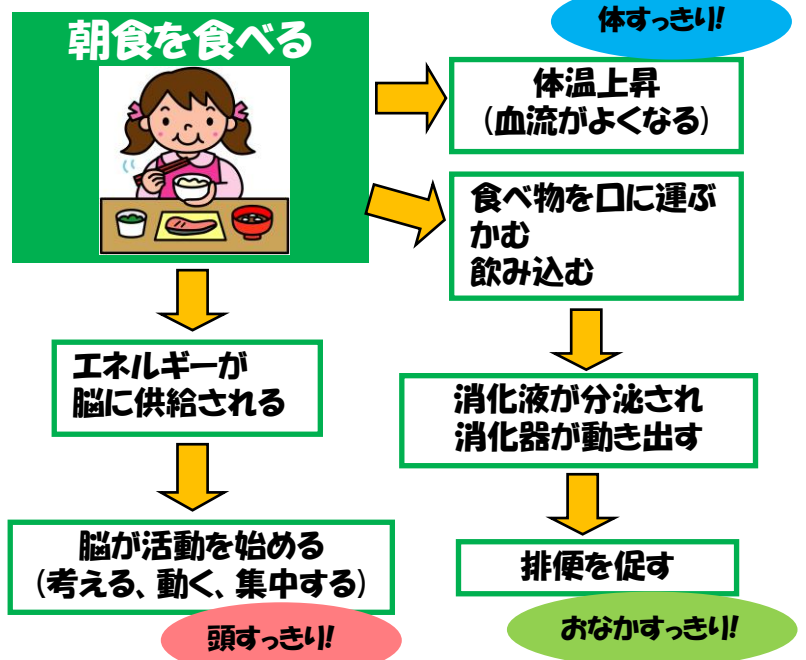 朝食を食べる
体すっきり!
体温上昇
(血流がよくなる)
食べ物を口に運ぶ
かむ
飲み込む
エネルギーが
脳に供給される
消化液が分泌され
消化器が動き出す
脳が活動を始める
(考える、動く、集中する)
頭すっきり!
排便を促す
おなかすっきり!